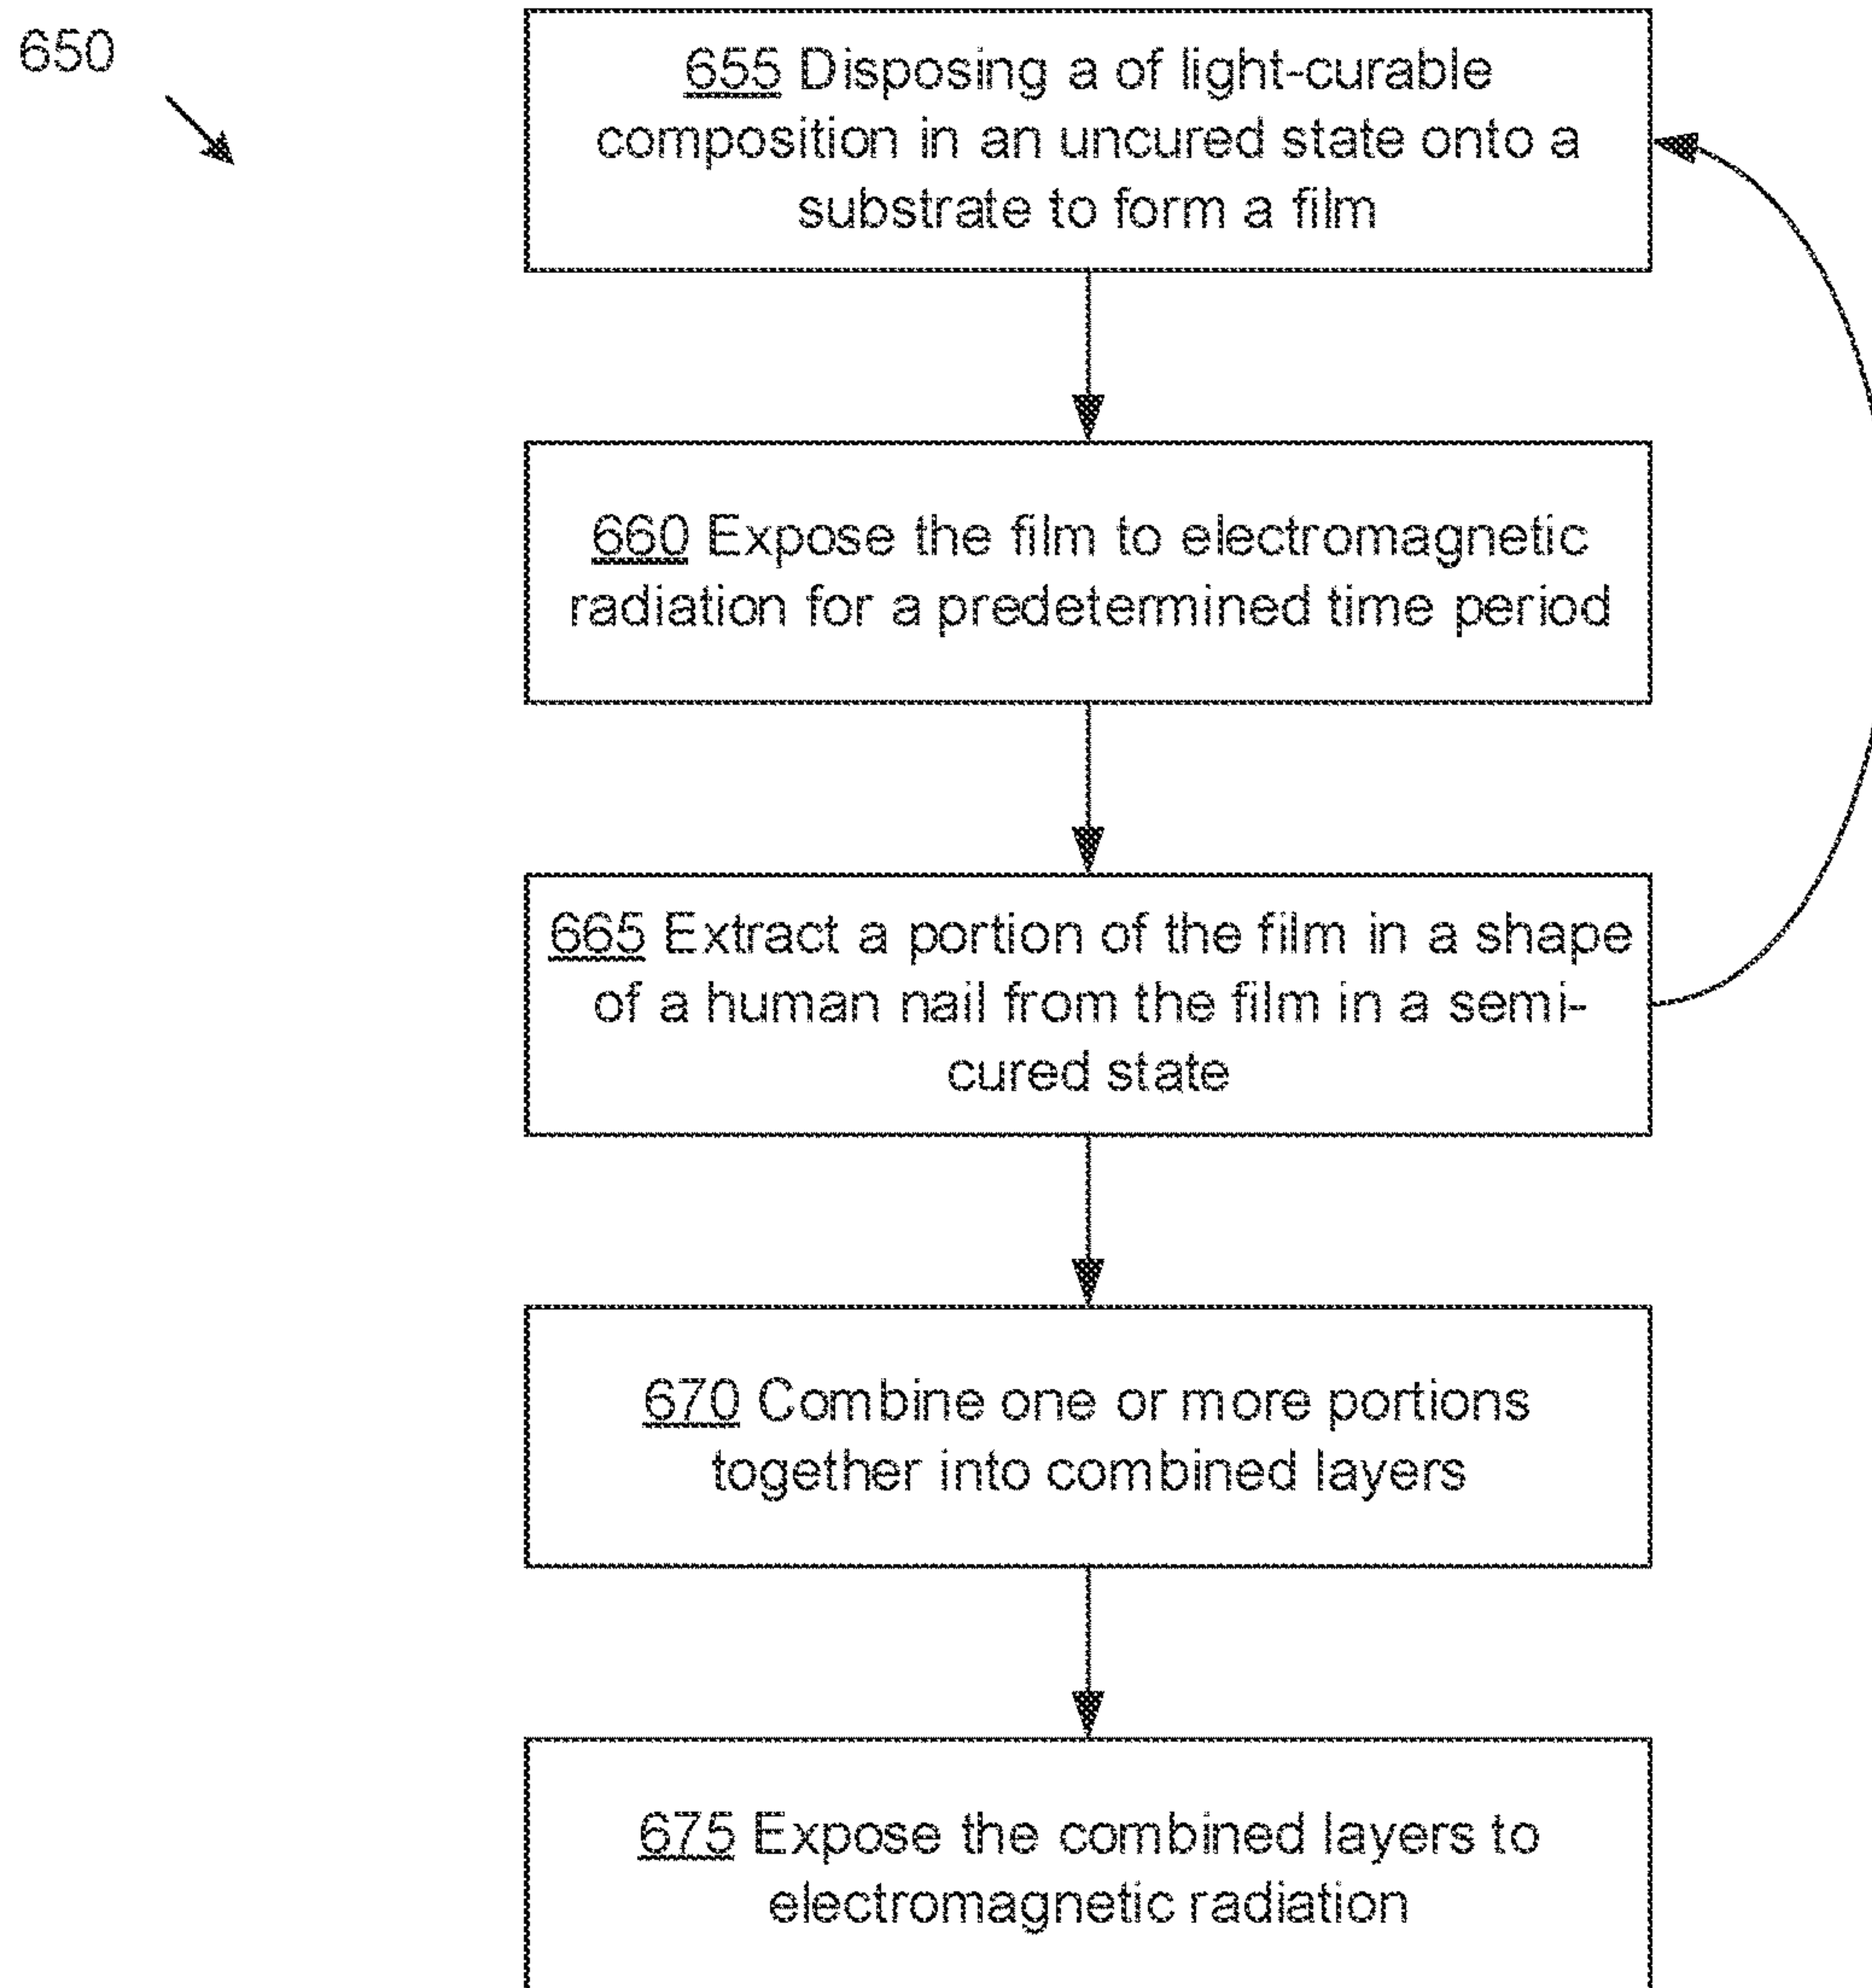 650
655 Disposing a of light-curable
composition in an uncured state onto a
substrate to form a film
660 Expose the film to electromagnetic
radiation for a predetermined time period
665 Extract a portion of the film in a shape
of a human nail from the film in a semi-
cured state
670 Combine one or more portions
together into combined layers
675 Expose the combined layers to
electromagnetic radiation